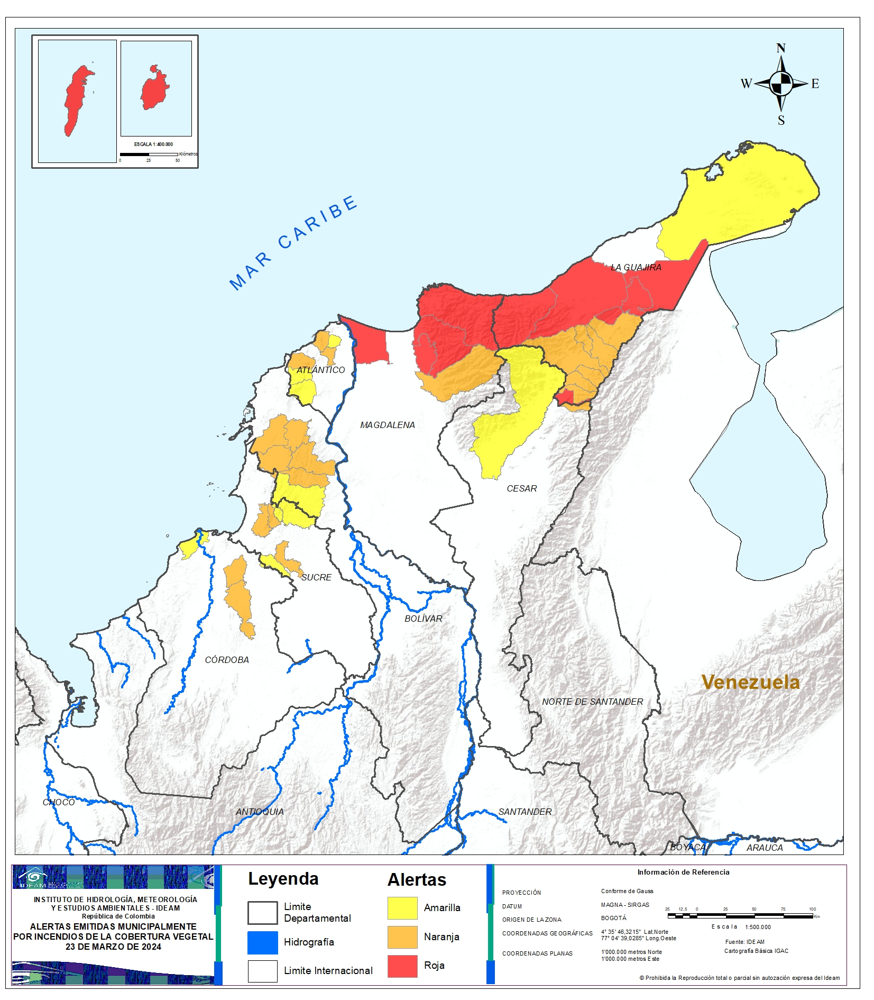 N
W
E
S
ESCALA 1:400.000
Kilómetros
0 25 50
MAR CARIBE
LA GUAJIRA
ATLÁNTICO
MAGDALENA
CESAR
SUCRE
BOLÍVAR
CÓRDOBA
Venezuela
NORTE DE SANTANDER
CHOCÓ
ANTIOQUIA
SANTANDER
BOYACÁ
ARAUCA
IDEAM
INSTITUTO DE HIDROLOGÍA, METEOROLOGÍA
Y ESTUDIOS AMBIENTALES - IDEAM
República de Colombia
ALERTAS EMITIDAS MUNICIPALMENTE
POR INCENDIOS DE LA COBERTURA VEGETAL
23 DE MARZO DE 2024
Leyenda
Limite
Departamental
Hidrografía
Limite Internacional
Alertas
Amarilla
Naranja
Roja
Información de Referencia
PROYECCIÓN Conforme de Gauss
DATUM MAGNA - SIRGAS
ORIGEN DE LA ZONA BOGOTÁ
COORDENADAS GEOGRÁFICAS 4° 35' 46,3215" Lat.Norte
77° 04' 39,0285" Long.Oeste
COORDENADAS PLANAS 1'000.000 metros Norte
1'000.000 metros Este
25 12,5 0 25 50 75 100
Km
Escala 1:500.000
Fuente: IDEAM
Cartografía Básica IGAC
© Prohibida la Reproducción total o parcial sin autozación expresa del Ideam